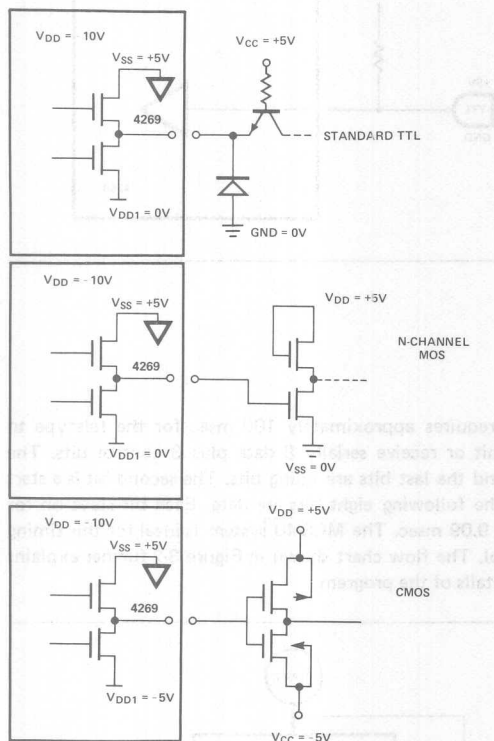 VDD = -10V
VSS = +5V
4269
VDD1 = 0V
VCC = +5V
STANDARD TTL
GND = 0V
VDD = -10V
VSS = +5V
4269
VDD1 = 0V
VDD = +5V
N-CHANNEL
MOS
VSS = 0V
VDD = -10V
VSS = +5V
4269
VDD1 = -5V
VDD = +5V
CMOS
VCC = -5V